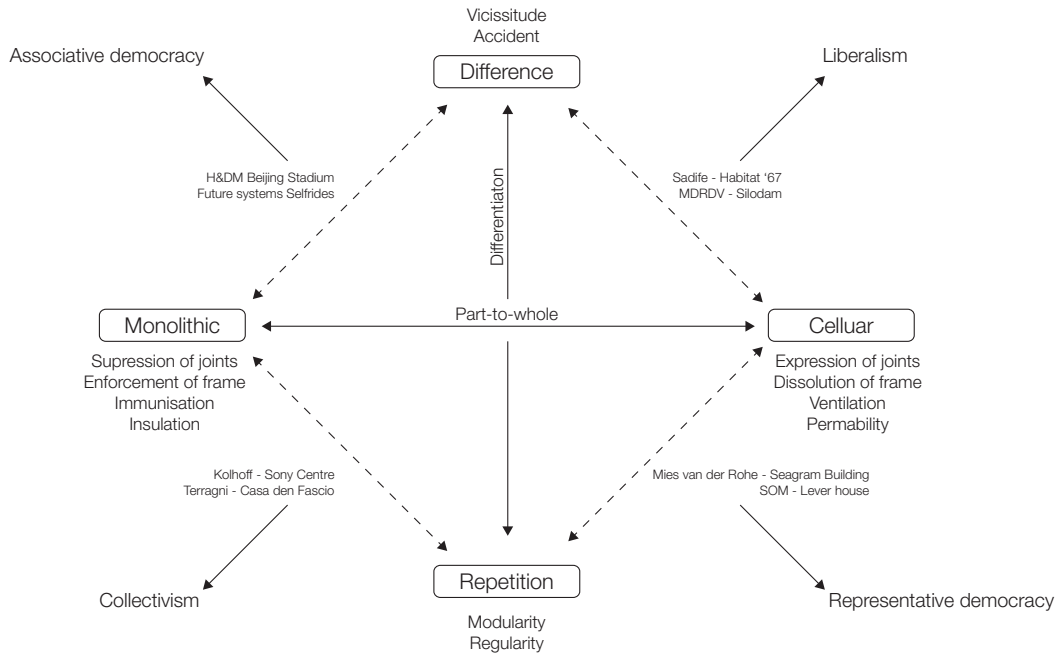 Vicissitude
Accident
Difference
Associative democracy
Liberalism
H&DM Beijing Stadium
Future systems Selfrides
Sadife - Habitat ‘67
MDRDV - Silodam
Differentiaton
Part-to-whole
Monolithic
Supression of joints
Enforcement of frame
Immunisation
Insulation
Celluar
Expression of joints
Dissolution of frame
Ventilation
Permability
Kolhoff - Sony Centre
Terragni - Casa den Fascio
Mies van der Rohe - Seagram Building
SOM - Lever house
Collectivism
Repetition
Modularity
Regularity
Representative democracy